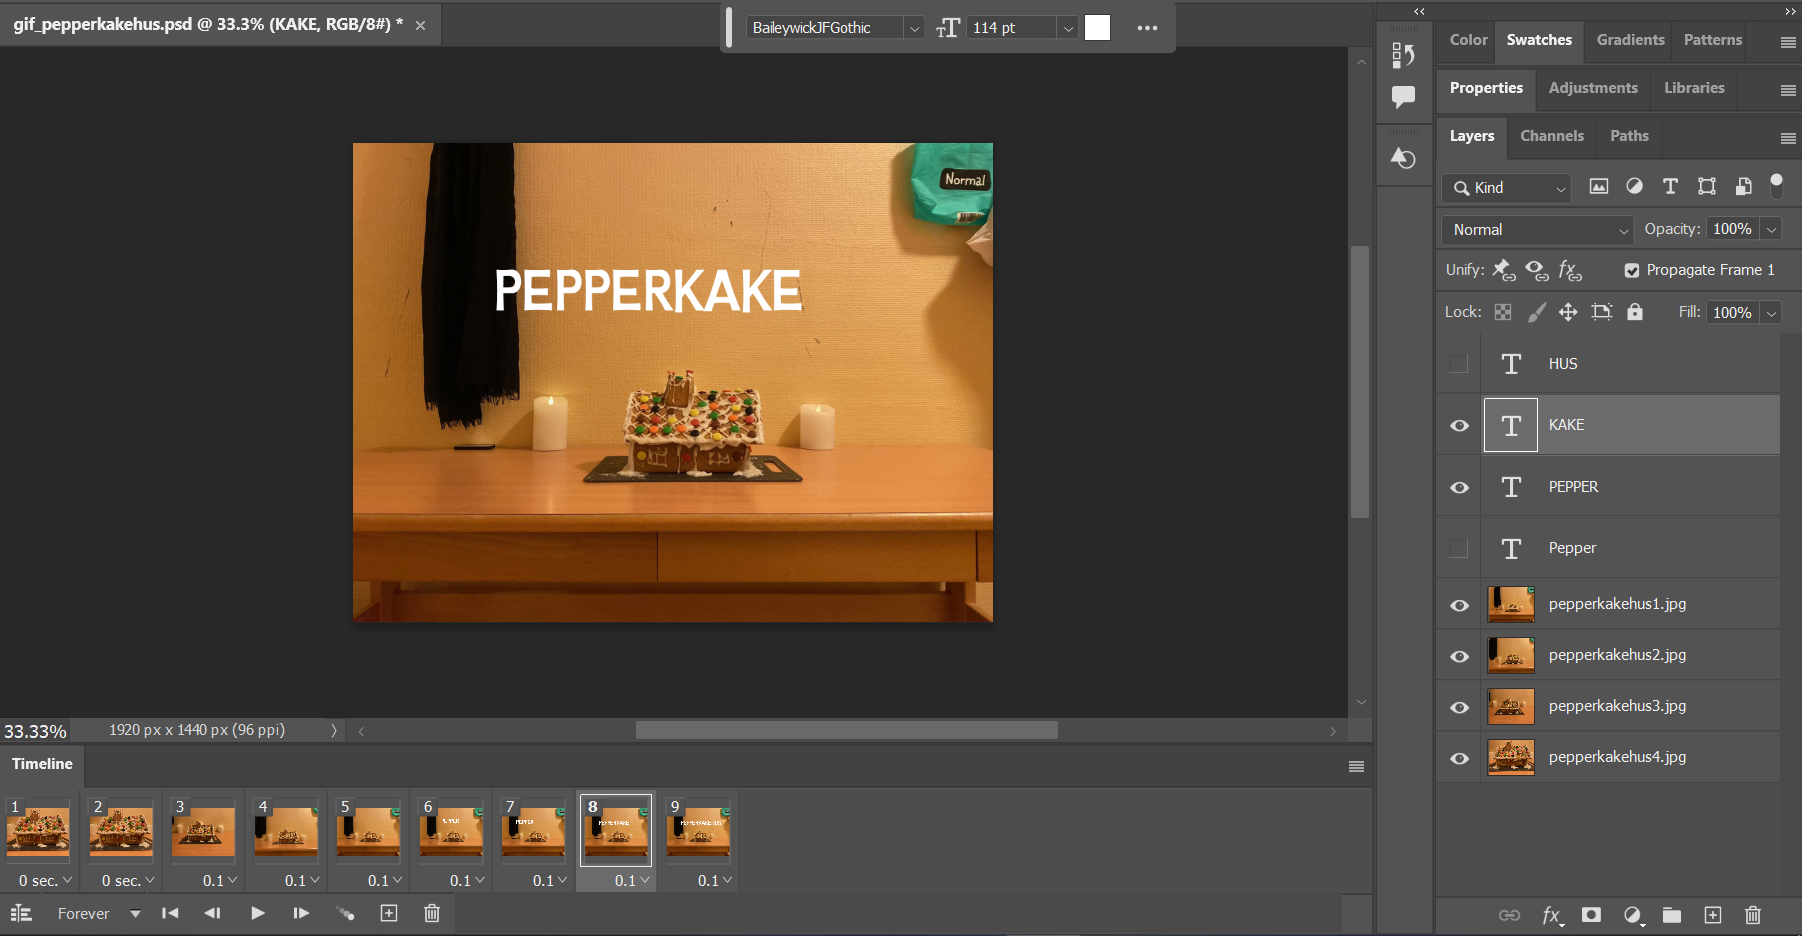 gif_pepperkakehus.psd @ 33.3% (KAKE, RGB/8#) * ×
BaileywickJFGothic
114 pt
Color Swatches Gradients Patterns
Properties Adjustments Libraries
Layers Channels Paths
Kind
Normal Opacity: 100%
Unify: Propagate Frame 1
Lock: Fill: 100%
HUS
KAKE
PEPPER
Pepper
pepperkakehus1.jpg
pepperkakehus2.jpg
pepperkakehus3.jpg
pepperkakehus4.jpg
Normal
PEPPERKAKE
33.33% 1920 px x 1440 px (96 ppi)
Timeline
1 2 3 4 5 6 7 8 9
0 sec. 0 sec. 0.1 0.1 0.1 0.1 0.1 0.1 0.1
Forever